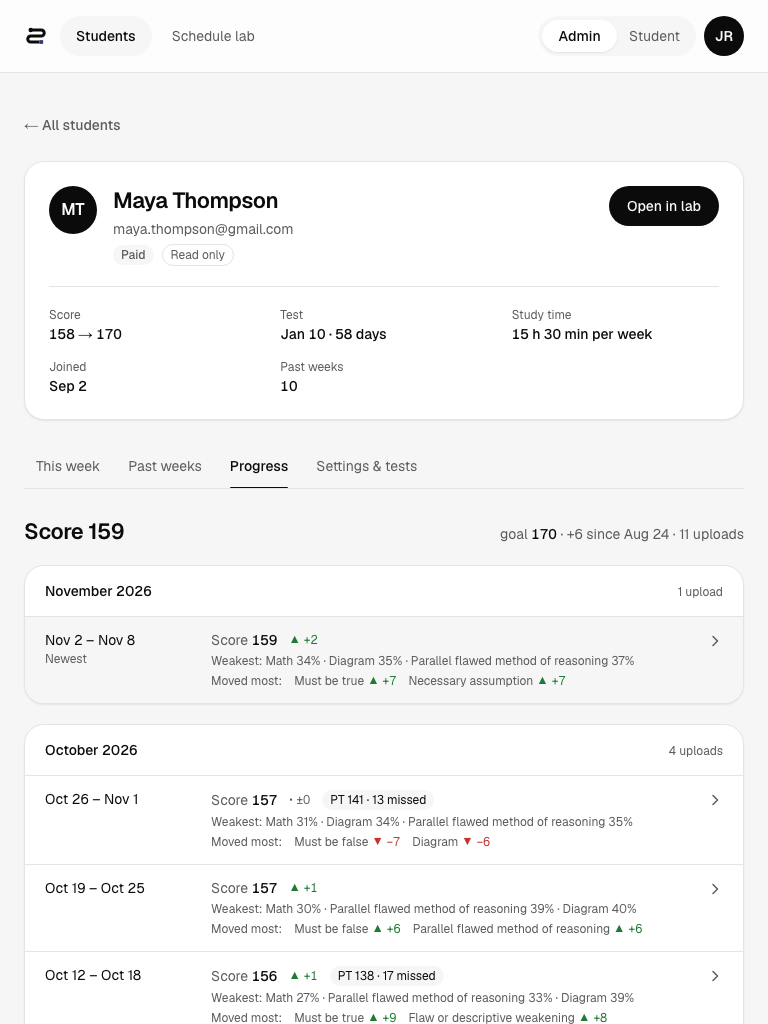 Students
Schedule lab
Admin
Student
JR
← All students
MT
Maya Thompson
Open in lab
maya.thompson@gmail.com
Paid
Read only
Score
Test
Study time
158 → 170
Jan 10 · 58 days
15 h 30 min per week
Joined
Past weeks
Sep 2
10
This week
Past weeks
Progress
Settings & tests
Score 159
goal 170 · +6 since Aug 24 · 11 uploads
November 2026
1 upload
Nov 2 – Nov 8
Newest
Score 159 ▲ +2
Weakest: Math 34% · Diagram 35% · Parallel flawed method of reasoning 37%
Moved most: Must be true ▲ +7 Necessary assumption ▲ +7
October 2026
4 uploads
Oct 26 – Nov 1
Score 157 · ±0 PT 141 · 13 missed
Weakest: Math 31% · Diagram 34% · Parallel flawed method of reasoning 35%
Moved most: Must be false ▼ −7 Diagram ▼ −6
Oct 19 – Oct 25
Score 157 ▲ +1
Weakest: Math 30% · Parallel flawed method of reasoning 39% · Diagram 40%
Moved most: Must be false ▲ +6 Parallel flawed method of reasoning ▲ +6
Oct 12 – Oct 18
Score 156 ▲ +1 PT 138 · 17 missed
Weakest: Math 27% · Parallel flawed method of reasoning 33% · Diagram 39%
Moved most: Must be true ▲ +9 Flaw or descriptive weakening ▲ +8